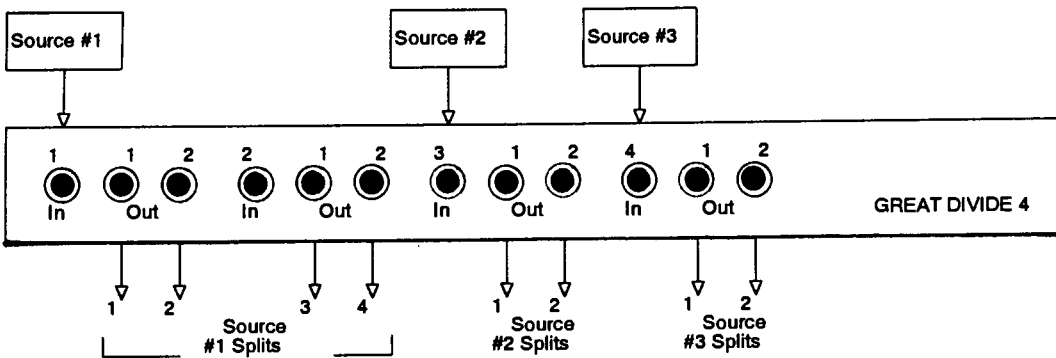 Source #1
Source #2
Source #3
1 1 2 2 1 2 3 1 2 4 1 2
In Out In Out In Out In Out
GREAT DIVIDE 4
1 2 3 4 1 2 1 2
Source
#1 Splits
Source
#2 Splits
Source
#3 Splits